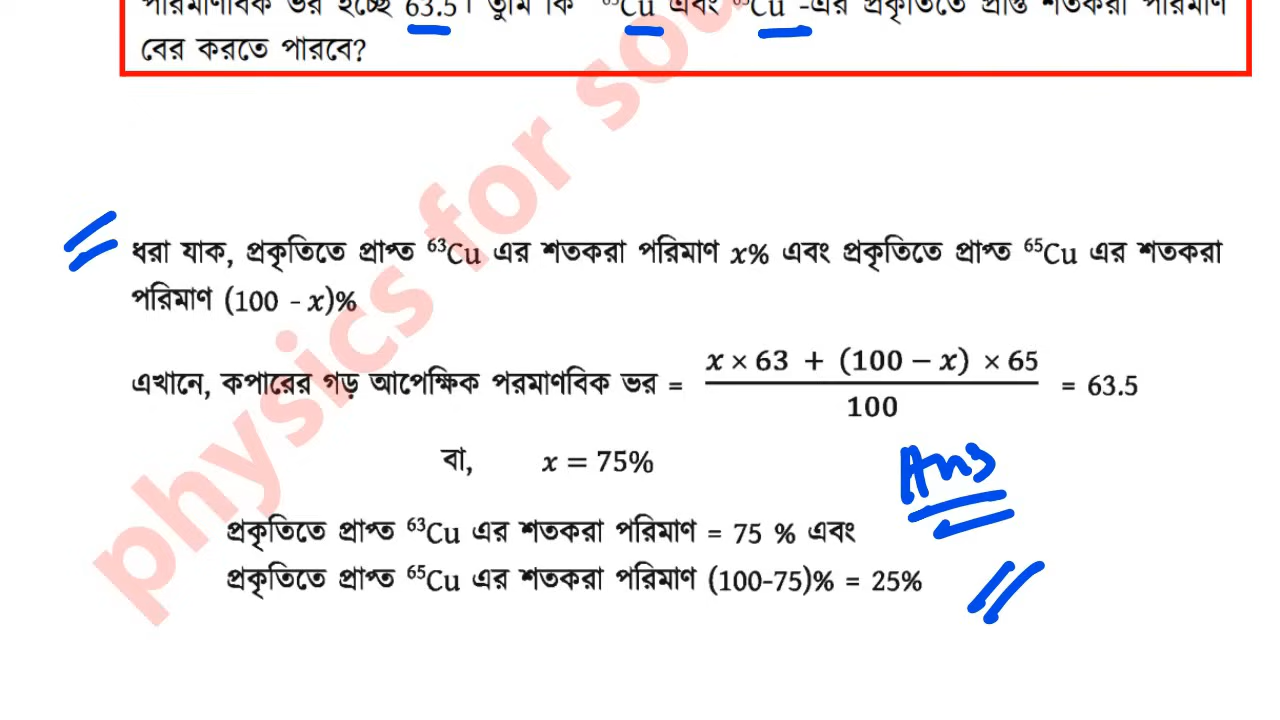 পরিমাণবিক ভর হচ্ছে 63.5। তুমি কি Cu এবং Cu -এর প্রকৃতিতে প্রাপ্ত শতকরা পরিমাণ
বের করতে পারবে?
ধরা যাক, প্রকৃতিতে প্রাপ্ত ⁶³Cu এর শতকরা পরিমাণ x% এবং প্রকৃতিতে প্রাপ্ত ⁶⁵Cu এর শতকরা
পরিমাণ (100 - x)%
এখানে, কপারের গড় আপেক্ষিক পরমাণবিক ভর = (x × 63 + (100 − x) × 65) / 100 = 63.5
বা, x = 75%
Ans
প্রকৃতিতে প্রাপ্ত ⁶³Cu এর শতকরা পরিমাণ = 75 % এবং
প্রকৃতিতে প্রাপ্ত ⁶⁵Cu এর শতকরা পরিমাণ (100-75)% = 25%
physics for